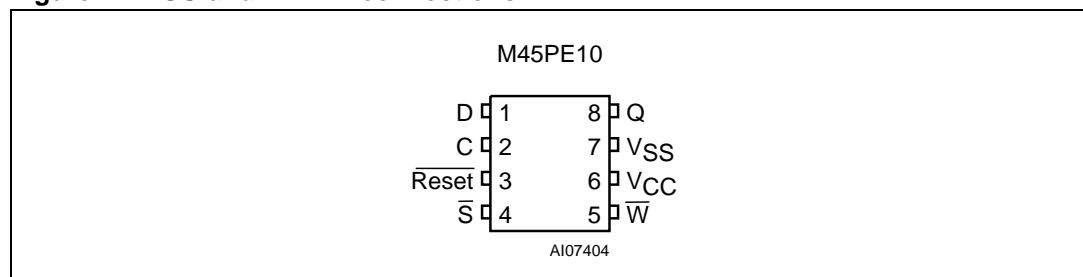 M45PE10
D 1 8 Q
C 2 7 VSS
Reset 3 6 VCC
S 4 5 W
AI07404